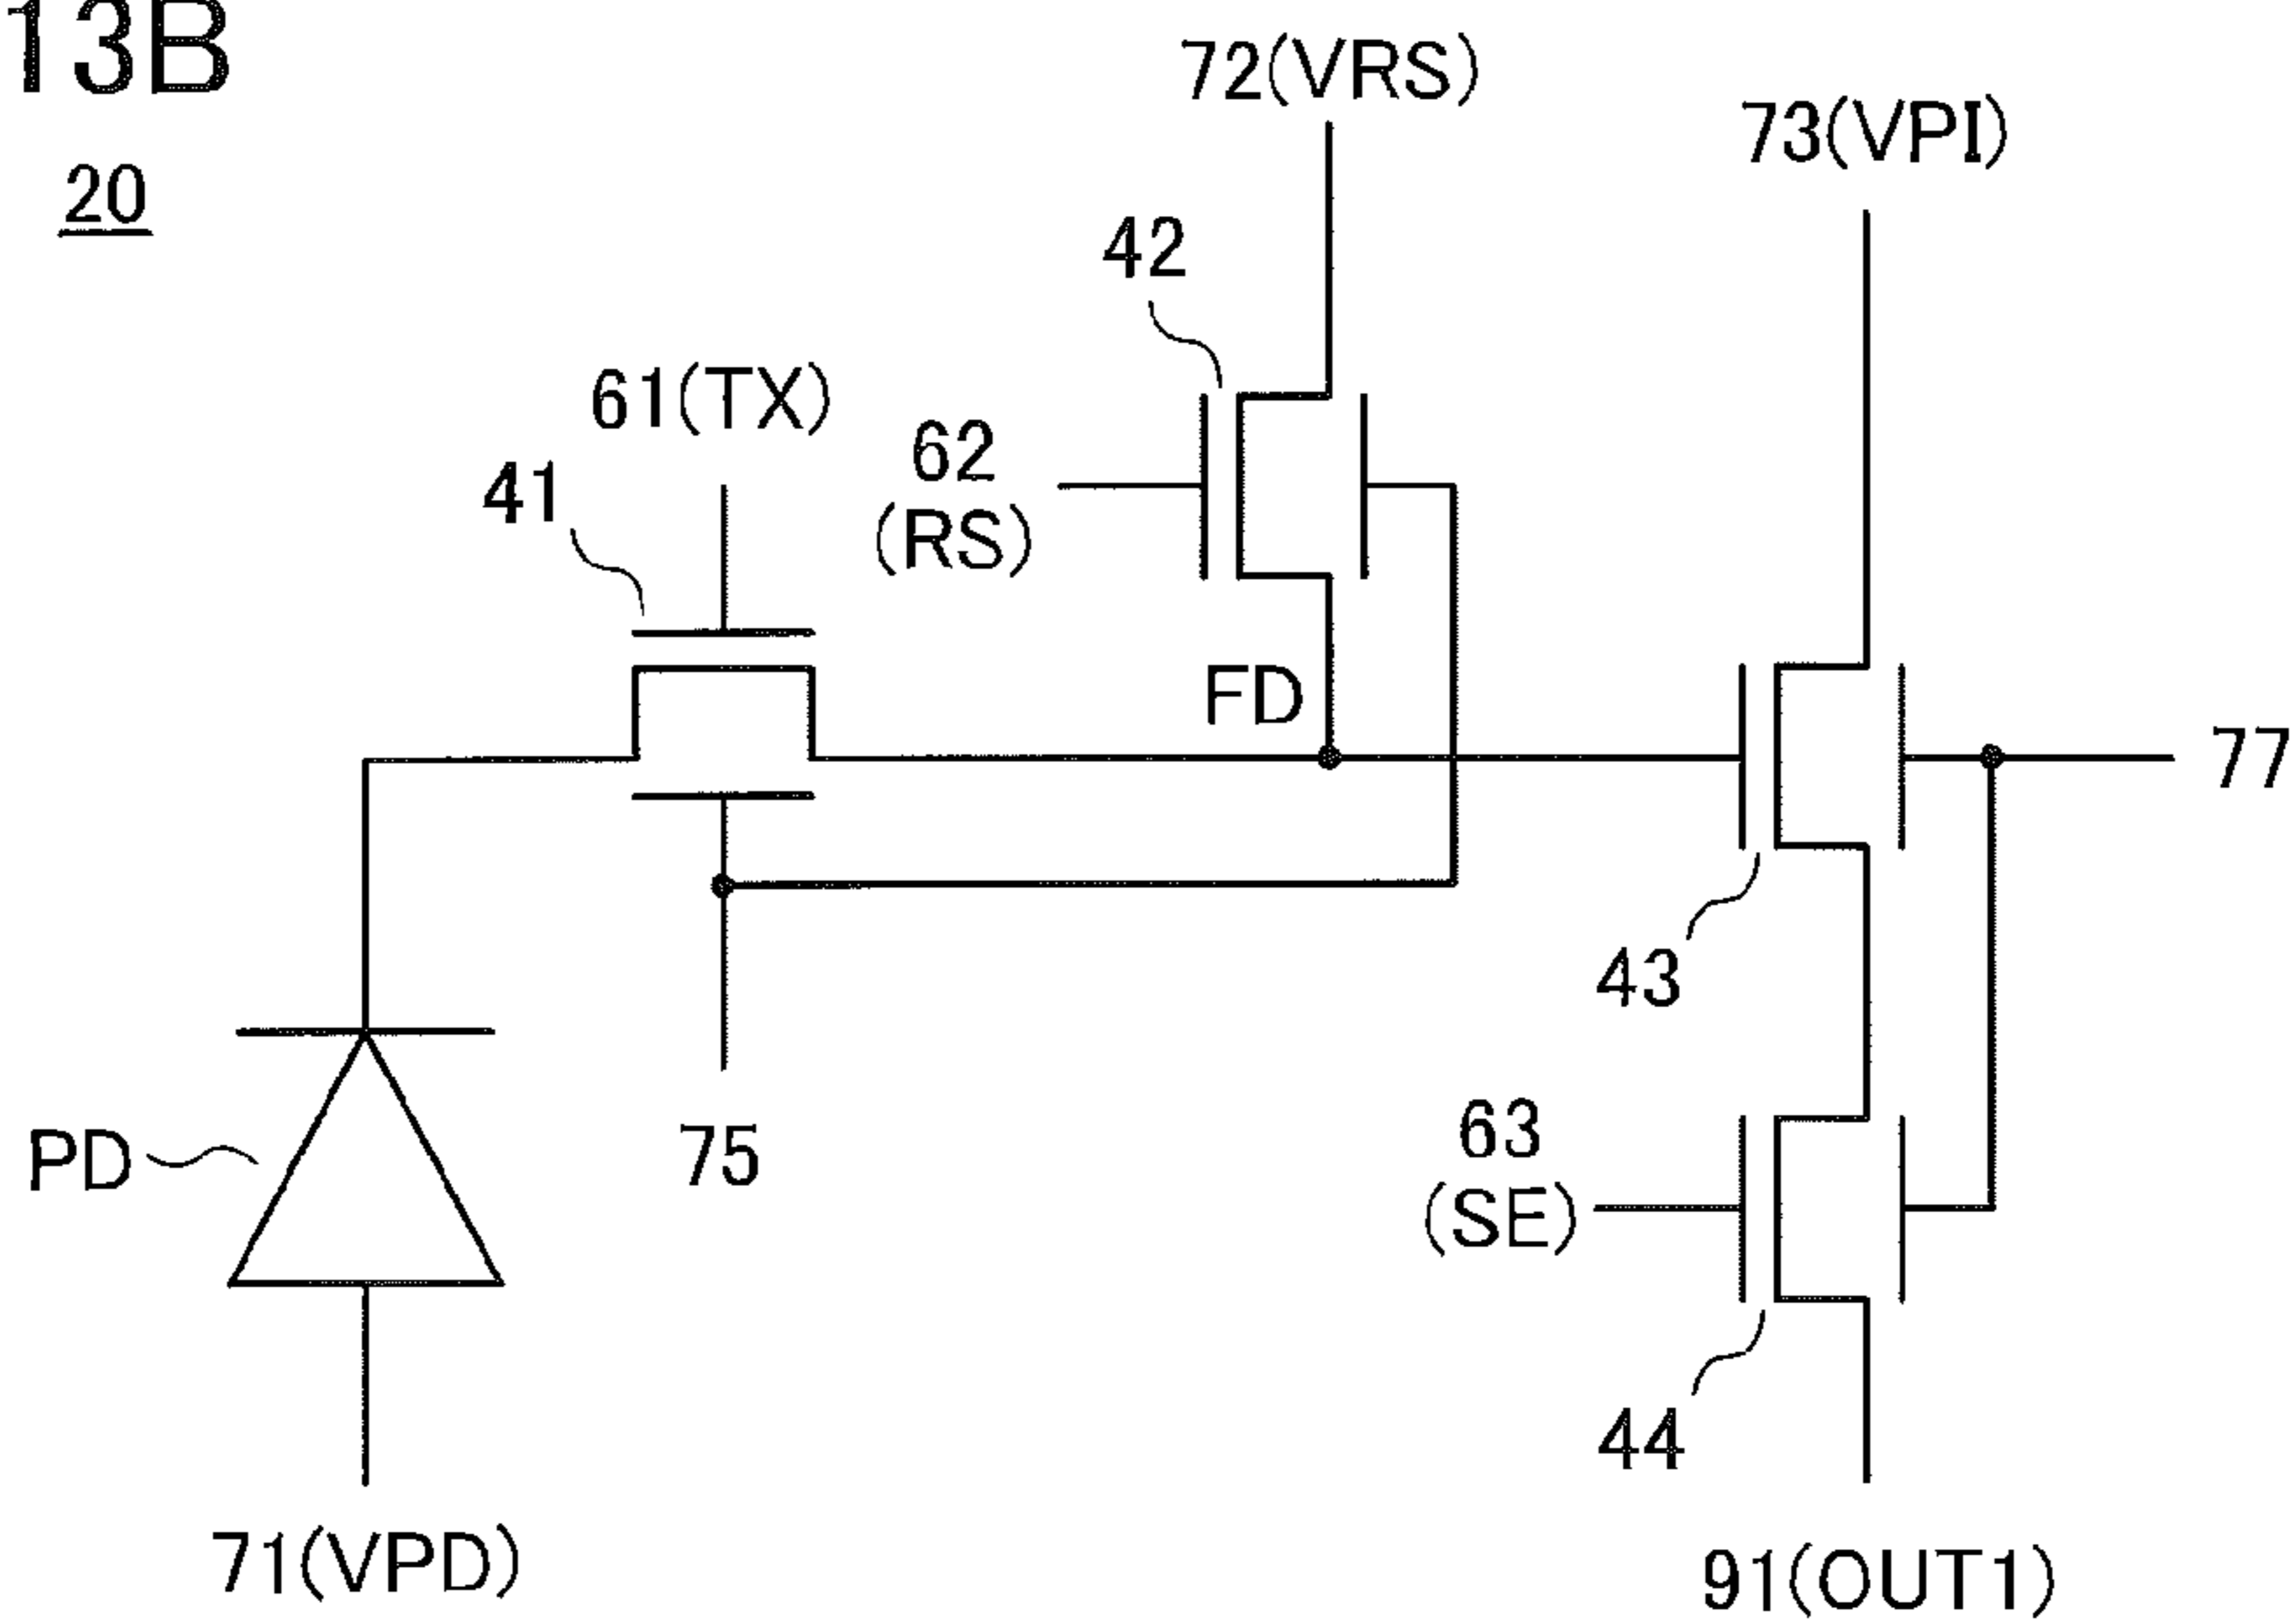 13B
20
72(VRS)
73(VPI)
42
61(TX)
62
(RS)
41
FD
77
43
PD
75
63
(SE)
44
71(VPD)
91(OUT1)